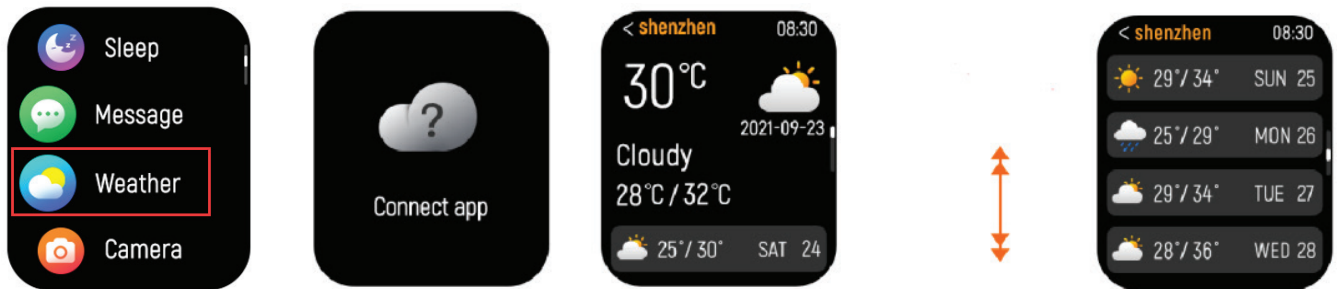 Sleep
Message
Weather
Camera
?
Connect app
< shenzhen 08:30
30°C
2021-09-23
Cloudy
28°C / 32°C
25°/ 30° SAT 24
< shenzhen 08:30
29°/ 34° SUN 25
25°/ 29° MON 26
29°/ 34° TUE 27
28°/ 36° WED 28